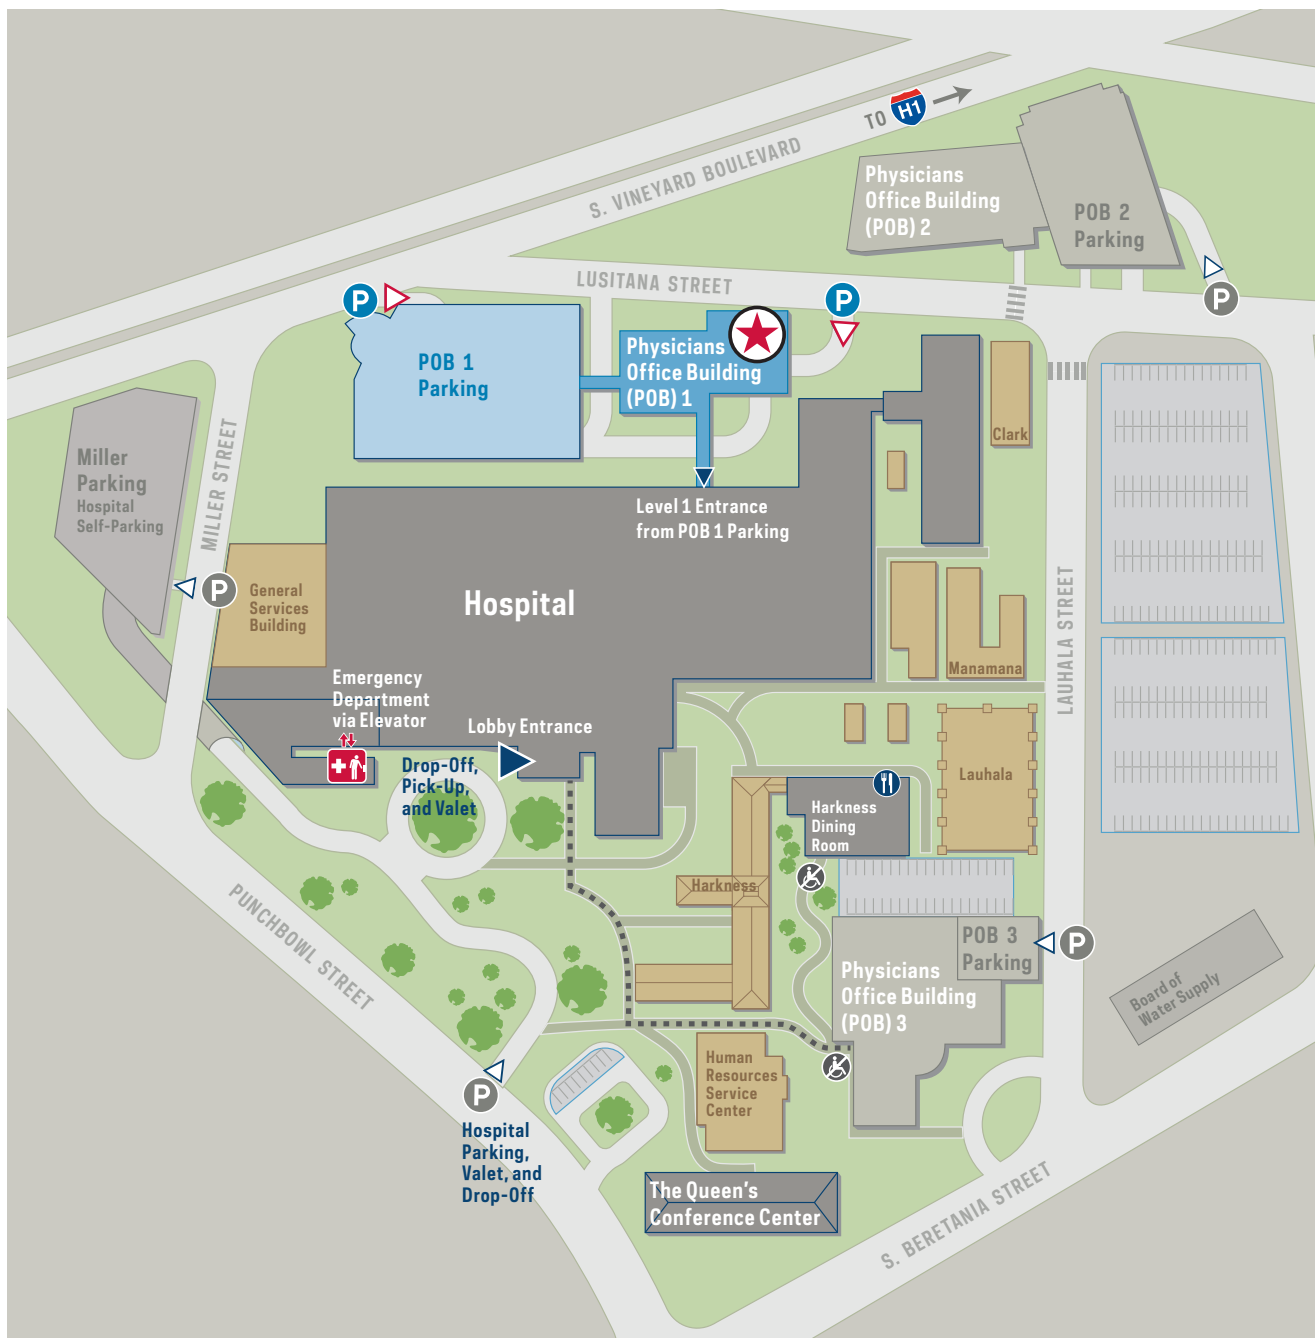 TO H1
S. VINEYARD BOULEVARD
Physicians
Office Building
(POB) 2
POB 2
Parking
LUSITANA STREET
P
P
P
POB 1
Parking
Physicians
Office Building
(POB) 1
Clark
Miller
Parking
Hospital
Self-Parking
MILLER STREET
Level 1 Entrance
from POB 1 Parking
P
General
Services
Building
Hospital
LAUHALA STREET
Manamana
Emergency
Department
via Elevator
Lobby Entrance
Drop-Off,
Pick-Up,
and Valet
Lauhala
Harkness
Dining
Room
Harkness
PUNCHBOWL STREET
POB 3
Parking
P
Physicians
Office Building
(POB) 3
Board of
Water Supply
Human
Resources
Service
Center
P
Hospital
Parking,
Valet, and
Drop-Off
The Queen's
Conference Center
S. BERETANIA STREET